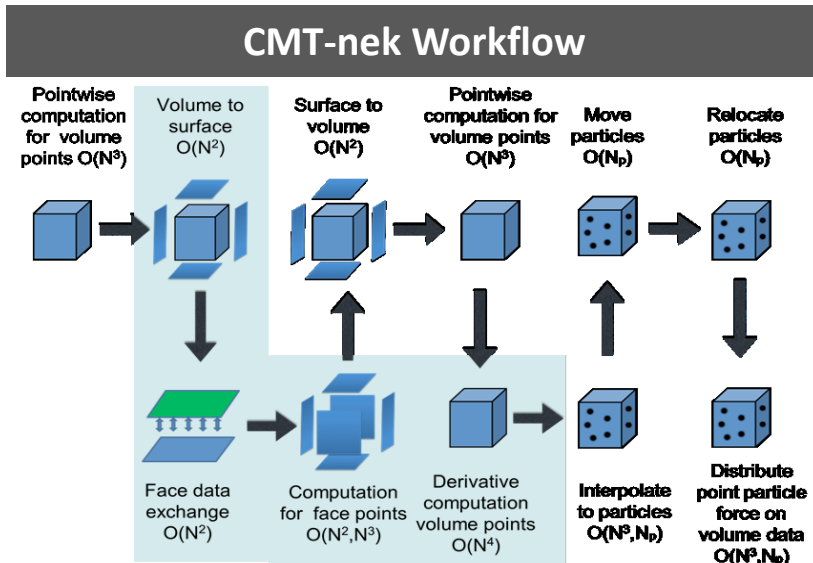 CMT-nek Workflow
Pointwise
computation
for volume
points O(N³)
Volume to
surface
O(N²)
Surface to
volume
O(N²)
Pointwise
computation for
volume points
O(N³)
Move
particles
O(Nₚ)
Relocate
particles
O(Nₚ)
Face data
exchange
O(N²)
Computation
for face points
O(N²,N³)
Derivative
computation
volume points
O(N⁴)
Interpolate
to particles
O(N³,Nₚ)
Distribute
point particle
force on
volume data
O(N³,Nₚ)